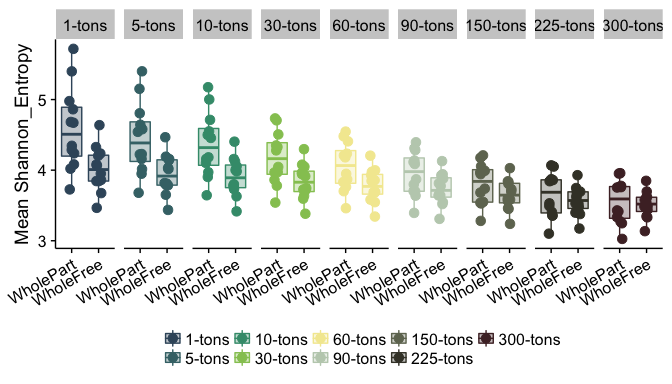 1-tons 5-tons 10-tons 30-tons 60-tons 90-tons 150-tons 225-tons 300-tons
Mean Shannon_Entropy
5
4
3
WholePart WholeFree WholePart WholeFree WholePart WholeFree WholePart WholeFree WholePart WholeFree WholePart WholeFree WholePart WholeFree WholePart WholeFree WholePart WholeFree
1-tons 10-tons 60-tons 150-tons 300-tons
5-tons 30-tons 90-tons 225-tons